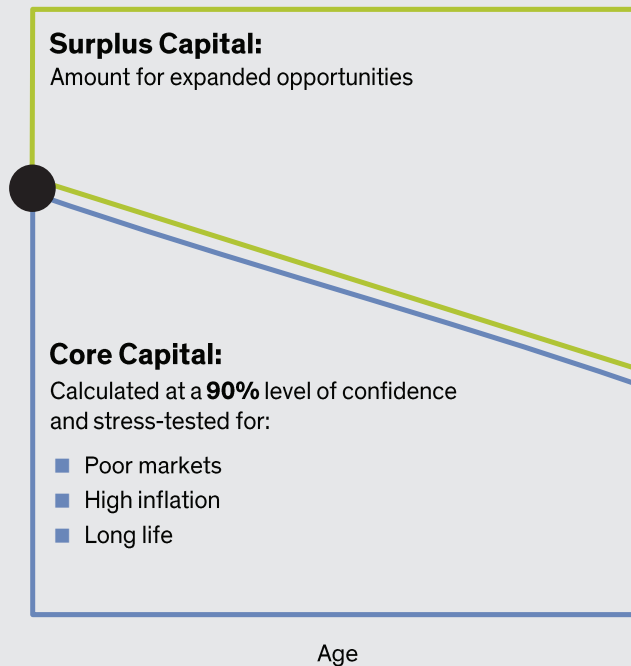 Surplus Capital:
Amount for expanded opportunities
Core Capital:
Calculated at a 90% level of confidence
and stress-tested for:
Poor markets
High inflation
Long life
Age